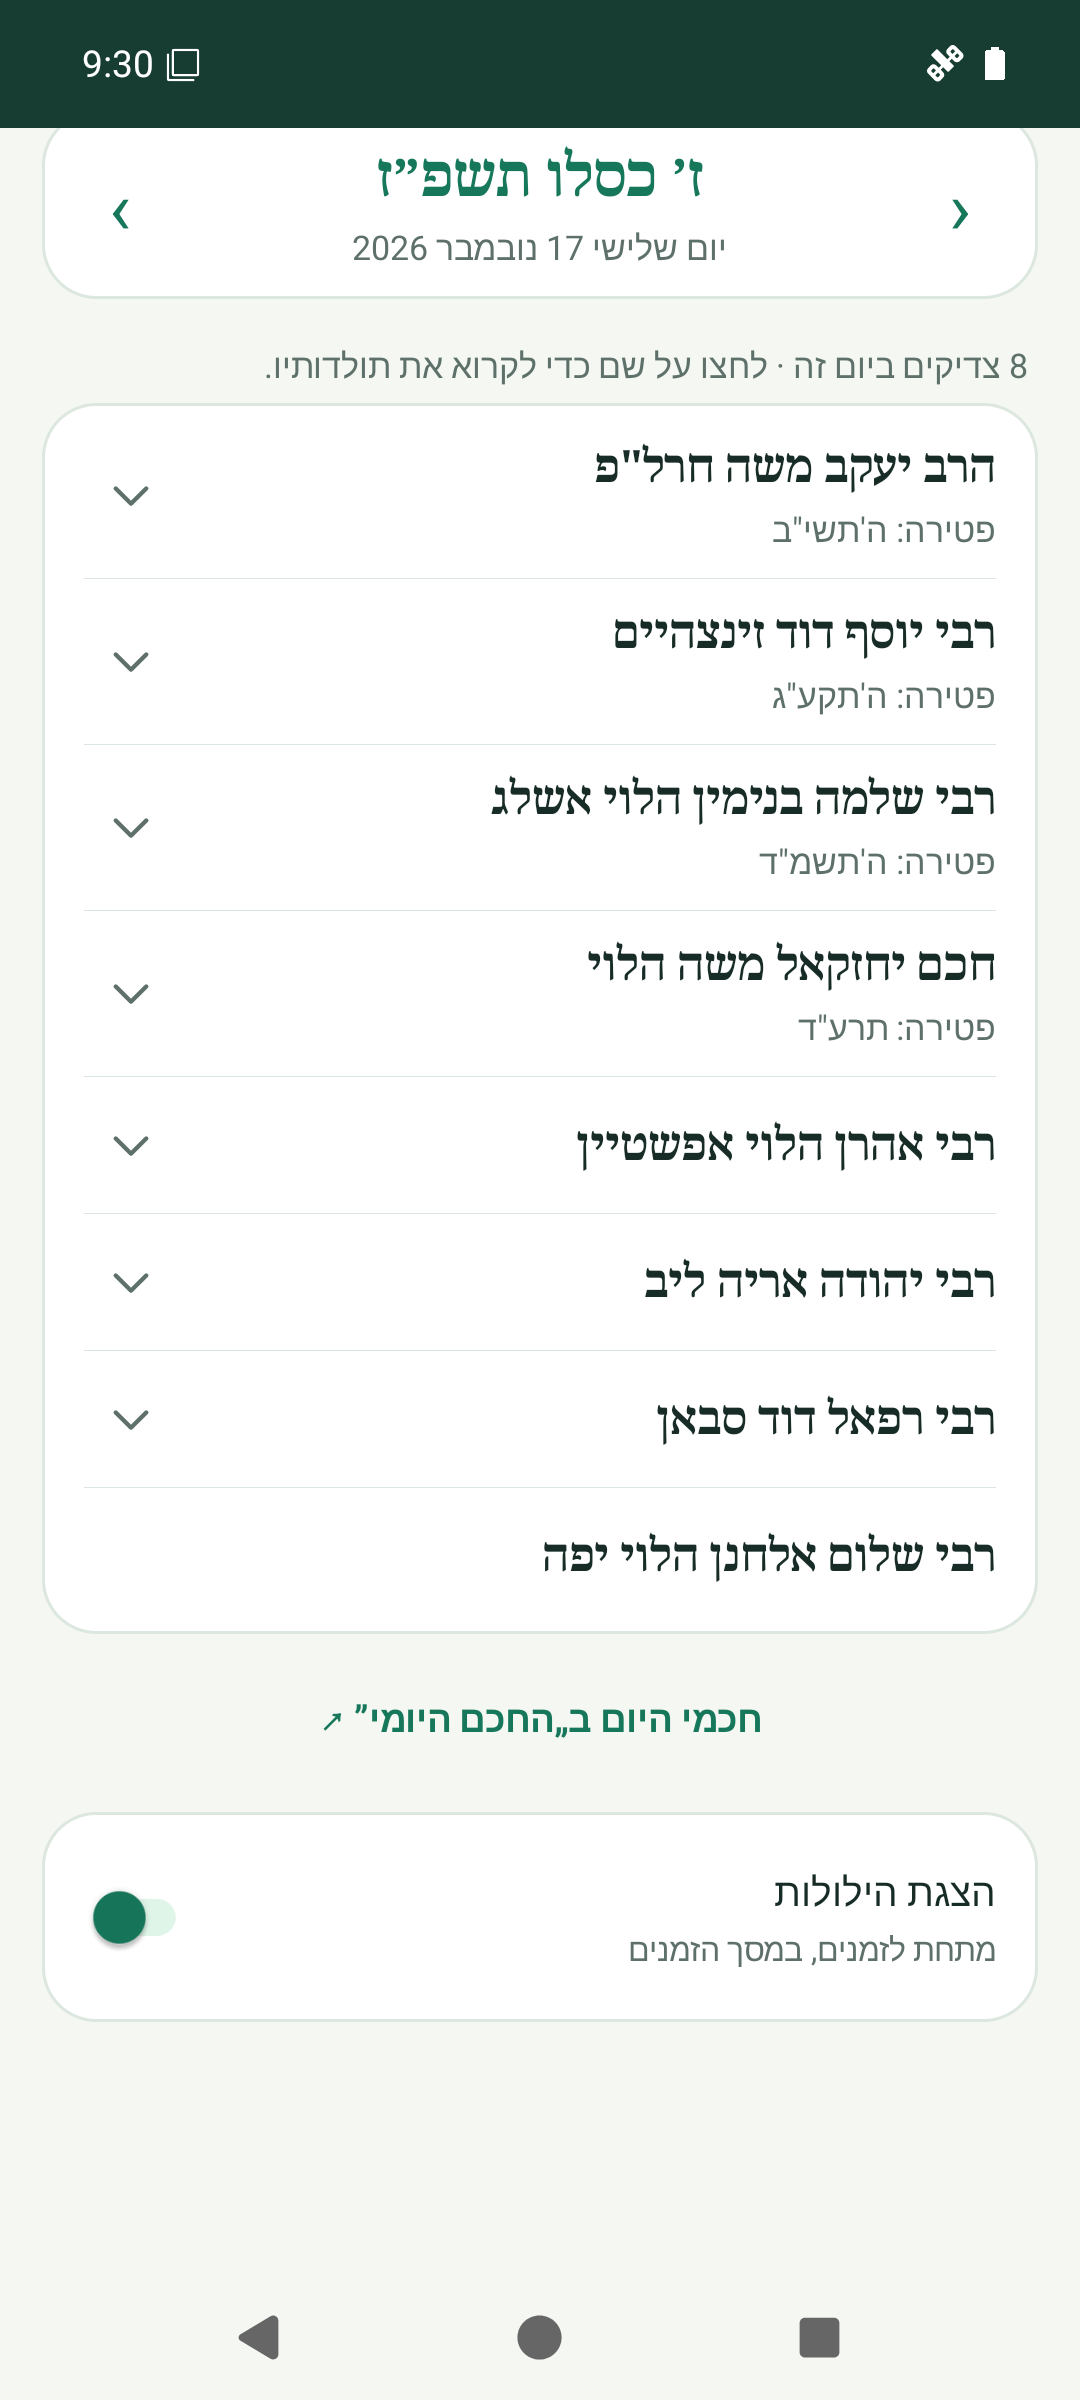 9:30
ז׳ כסלו תשפ״ז
יום שלישי 17 נובמבר 2026
8 צדיקים ביום זה · לחצו על שם כדי לקרוא את תולדותיו.
הרב יעקב משה חרל"פ
פטירה: ה'תשי"ב
רבי יוסף דוד זינצהיים
פטירה: ה'תקע"ג
רבי שלמה בנימין הלוי אשלג
פטירה: ה'תשמ"ד
חכם יחזקאל משה הלוי
פטירה: תרע"ד
רבי אהרן הלוי אפשטיין
רבי יהודה אריה ליב
רבי רפאל דוד סבאן
רבי שלום אלחנן הלוי יפה
חכמי היום ב„החכם היומי” ↗
הצגת הילולות
מתחת לזמנים, במסך הזמנים